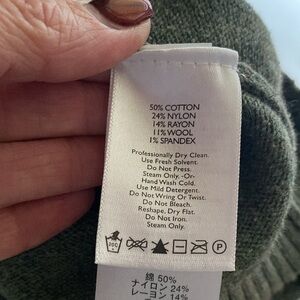 50% COTTON
24% NYLON
14% RAYON
11% WOOL
1% SPANDEX
Professionally Dry Clean.
Use Fresh Solvent.
Do Not Press.
Steam Only. -Or-
Hand Wash Cold.
Use Mild Detergent.
Do Not Wring Or Twist.
Do Not Bleach.
Reshape, Dry Flat.
Do Not Iron.
Steam Only.
P
綿 50%
ナイロン 24%
レーヨン 14%